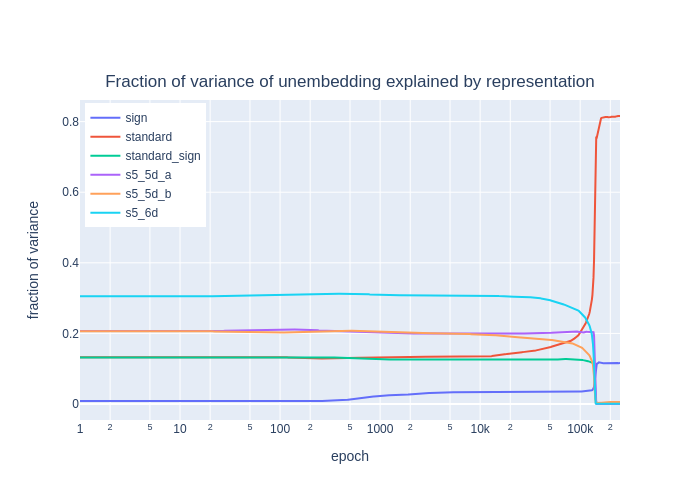 Fraction of variance of unembedding explained by representation
sign
standard
standard_sign
s5_5d_a
s5_5d_b
s5_6d
fraction of variance
0.8
0.6
0.4
0.2
0
1 2 5 10 2 5 100 2 5 1000 2 5 10k 2 5 100k 2
epoch